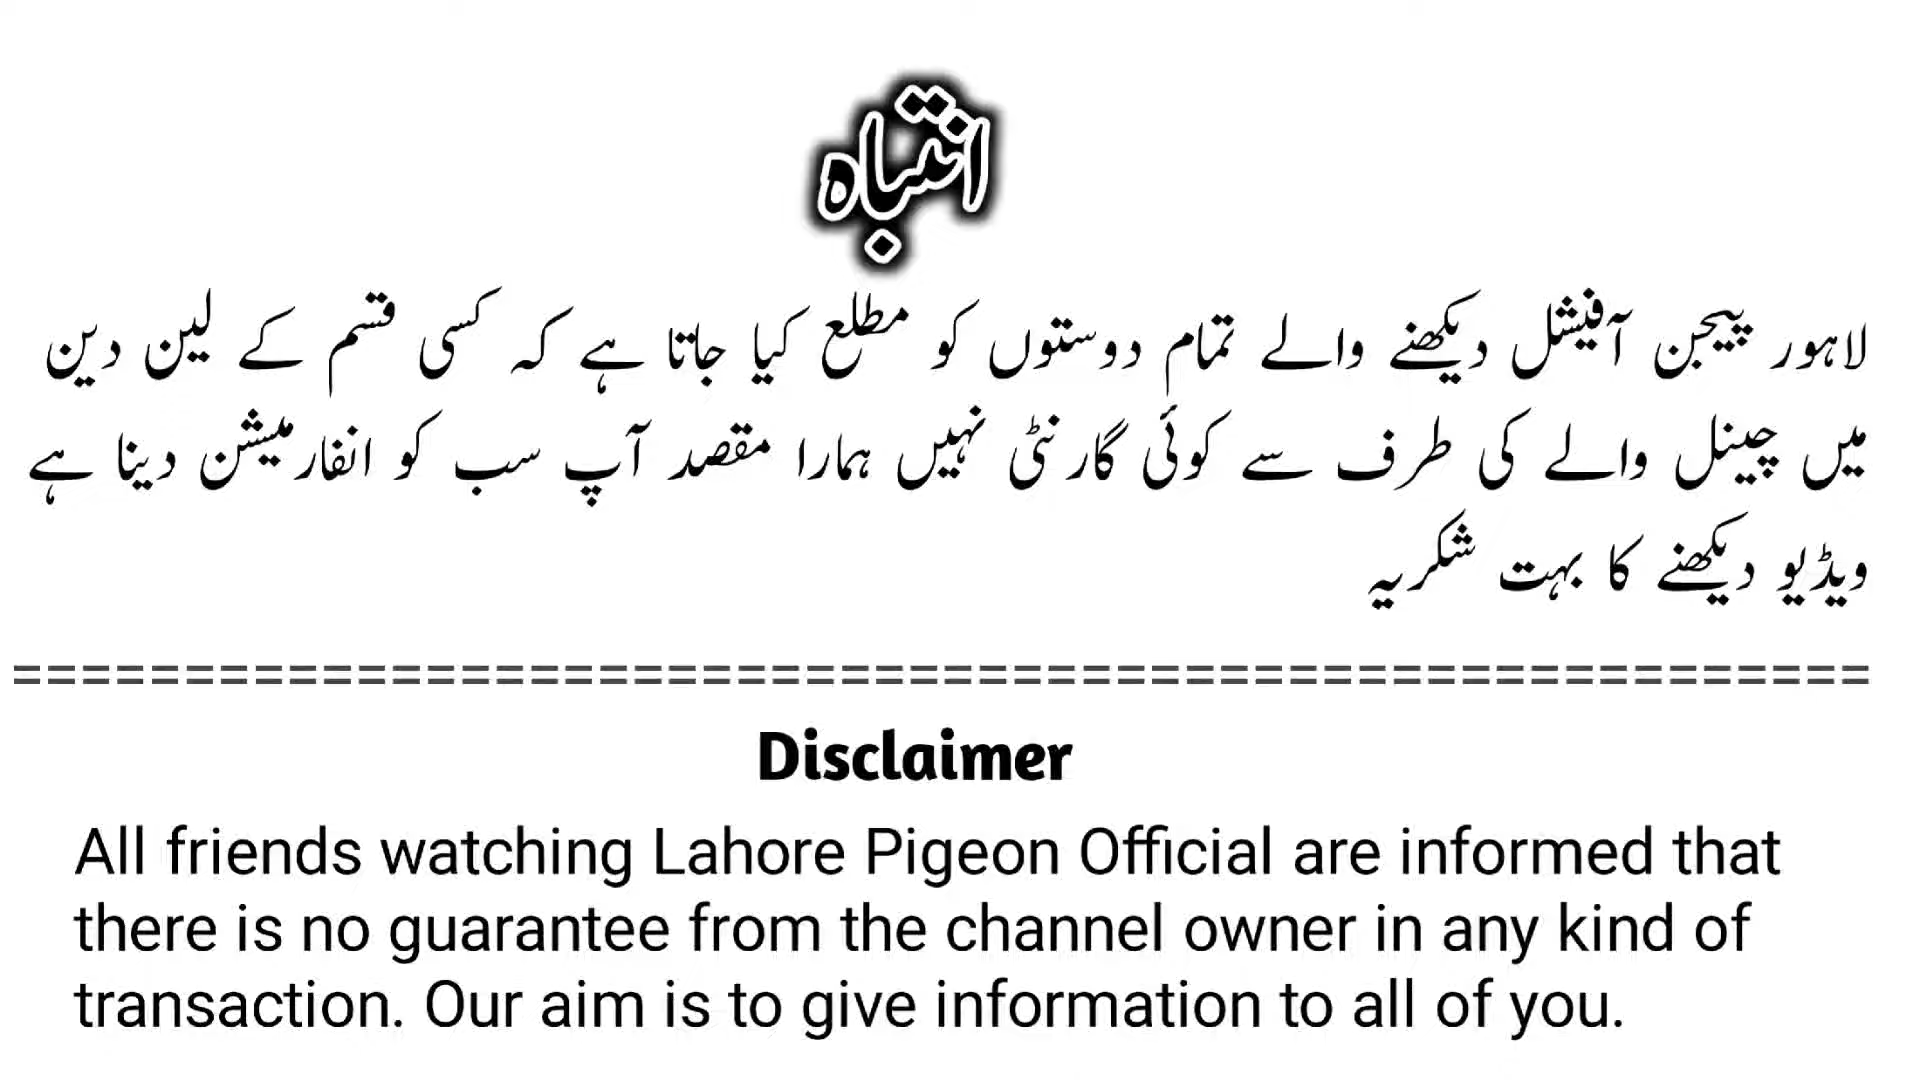 انتباہ
لاہور پیجن آفیشل دیکھنے والے تمام دوستوں کو مطلع کیا جاتا ہے کہ کسی قسم کے لین دین
میں چینل والے کی طرف سے کوئی گارنٹی نہیں ہمارا مقصد آپ سب کو انفارمیشن دینا ہے
ویڈیو دیکھنے کا بہت شکریہ
======================================================
Disclaimer
All friends watching Lahore Pigeon Official are informed that
there is no guarantee from the channel owner in any kind of
transaction. Our aim is to give information to all of you.